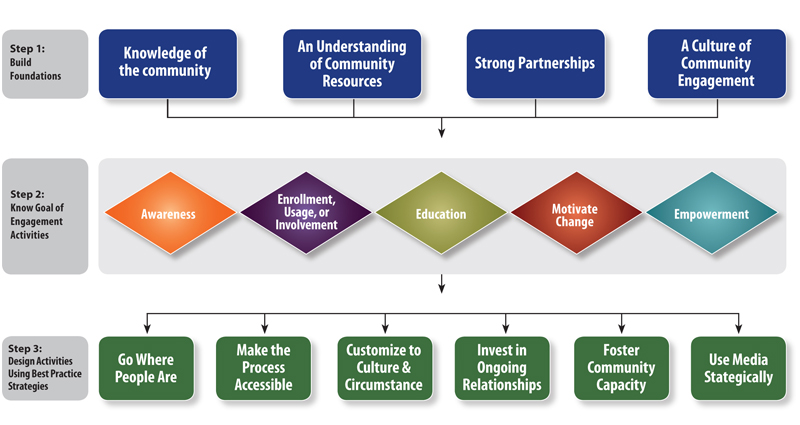 Step 1:
Build
Foundations
Knowledge of
the community
An Understanding
of Community
Resources
Strong Partnerships
A Culture of
Community
Engagement
Step 2:
Know Goal of
Engagement
Activities
Awareness
Enrollment,
Usage, or
Involvement
Education
Motivate
Change
Empowerment
Step 3:
Design Activities
Using Best Practice
Strategies
Go Where
People Are
Make the
Process
Accessible
Customize to
Culture &
Circumstance
Invest in
Ongoing
Relationships
Foster
Community
Capacity
Use Media
Stategically